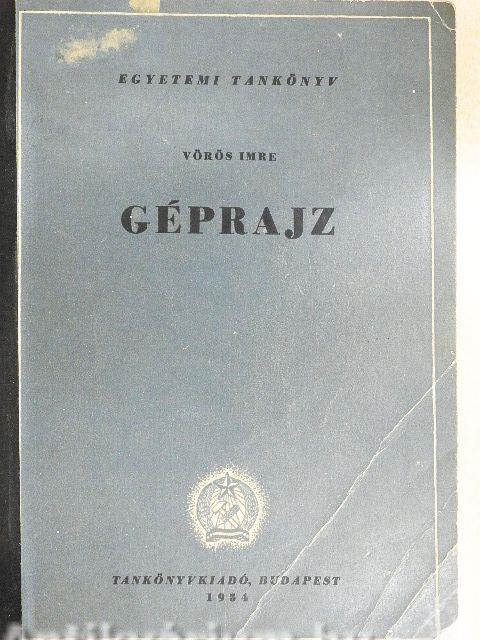 EGYETEMI TANKÖNYV
VÖRÖS IMRE
GÉPRAJZ
TANKÖNYVKIADÓ, BUDAPEST
1954